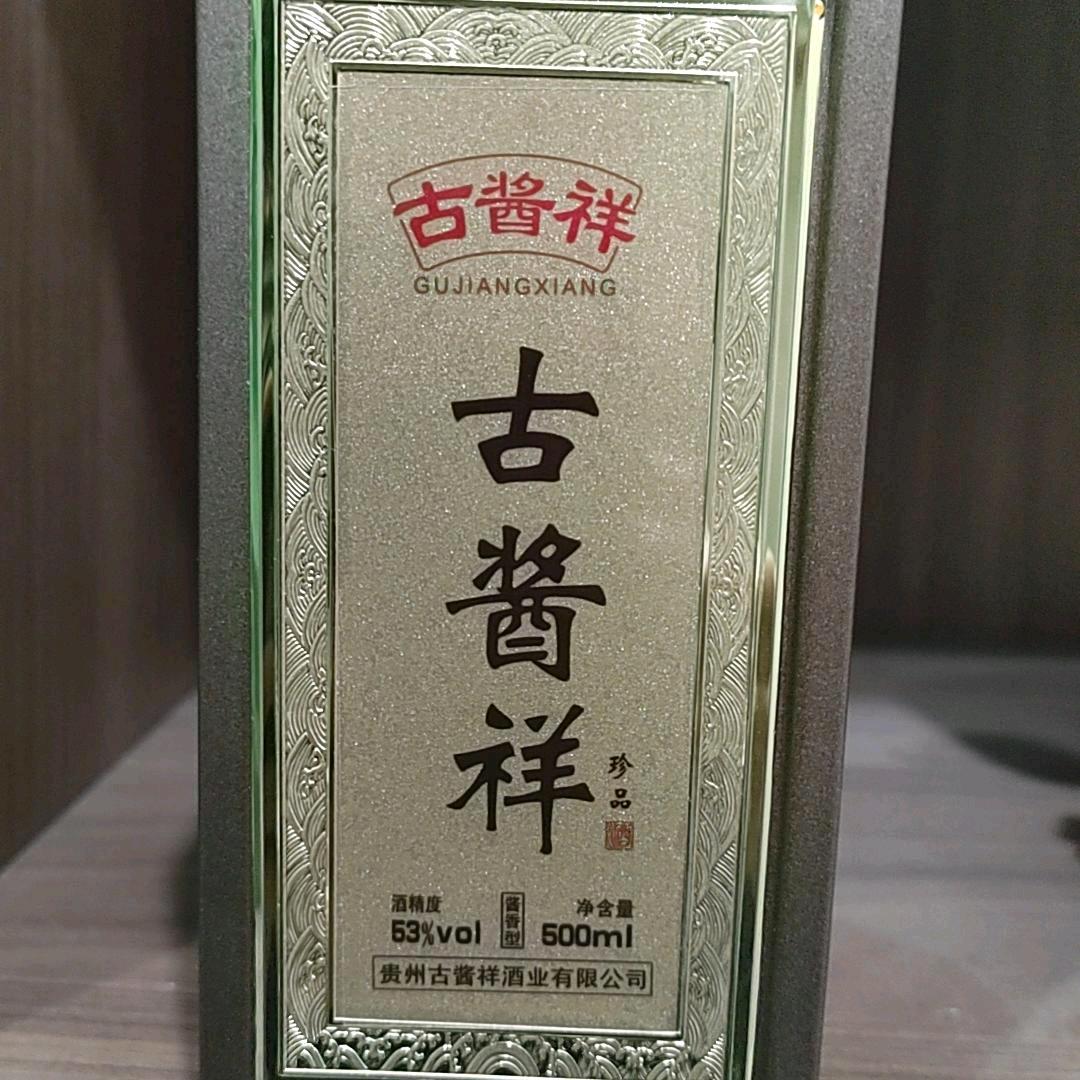 古酱祥
GUJIANGXIANG
古酱祥
珍品
酒精度
53%vol
酱香型
净含量
500ml
贵州古酱祥酒业有限公司